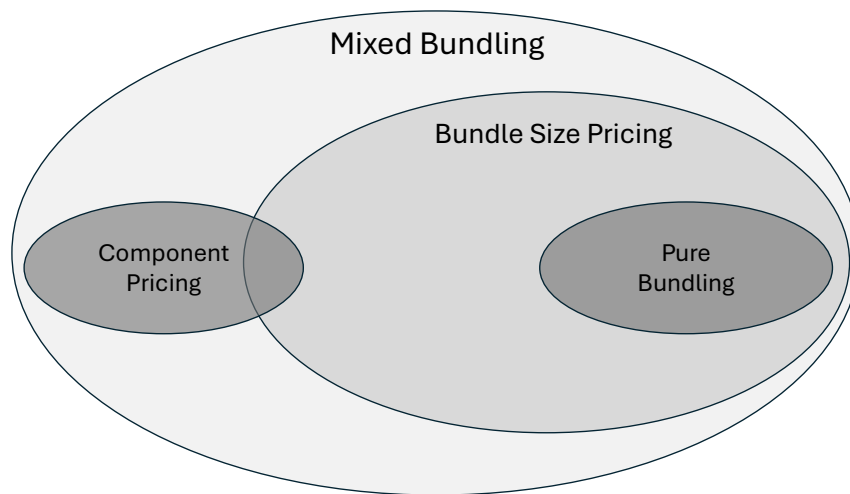 Mixed Bundling
Bundle Size Pricing
Component
Pricing
Pure
Bundling